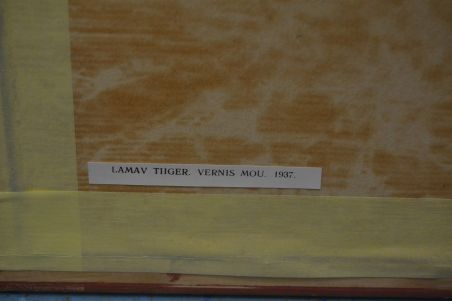 LAMAV TIIGER. VERNIS MOU. 1937.